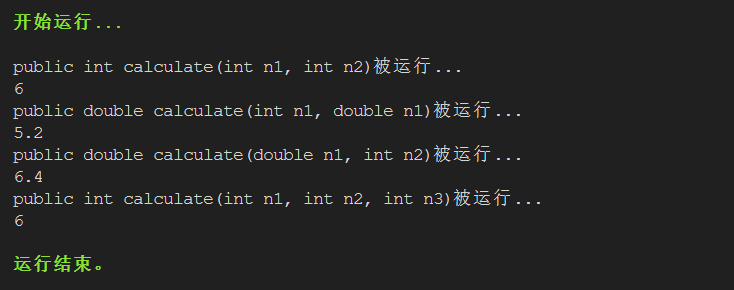 开始运行...
public int calculate(int n1, int n2)被运行...
6
public double calculate(int n1, double n1)被运行...
5.2
public double calculate(double n1, int n2)被运行...
6.4
public int calculate(int n1, int n2, int n3)被运行...
6
运行结束。